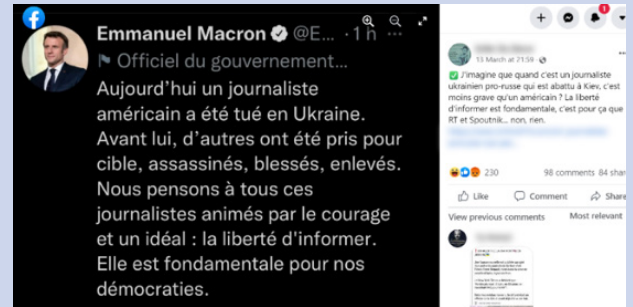 Emmanuel Macron @E... · 1 h ...
Officiel du gouvernement...
Aujourd'hui un journaliste
américain a été tué en Ukraine.
Avant lui, d'autres ont été pris pour
cible, assassinés, blessés, enlevés.
Nous pensons à tous ces
journalistes animés par le courage
et un idéal : la liberté d'informer.
Elle est fondamentale pour nos
démocraties.
1
15 March at 21:59
J'imagine que quand c'est un journaliste
ukrainien pro-russe qui est abattu à Kiev, c'est
moins grave qu'un américain ? La liberté
d'informer est fondamentale, c'est pour ça que
RT et Spoutnik... non, rien.
230
98 comments 84 shar
Like Comment Share
View previous comments Most relevant